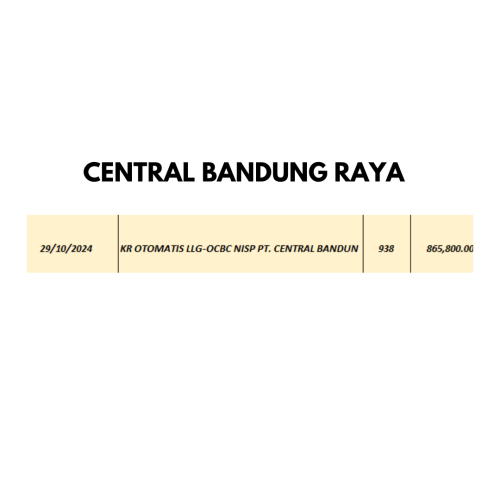 CENTRAL BANDUNG RAYA
29/10/2024 KR OTOMATIS LLG-OCBC NISP PT. CENTRAL BANDUN 938 865,800.00